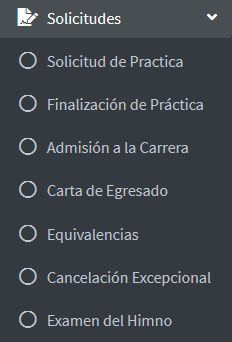 Solicitudes
Solicitud de Practica
Finalización de Práctica
Admisión a la Carrera
Carta de Egresado
Equivalencias
Cancelación Excepcional
Examen del Himno